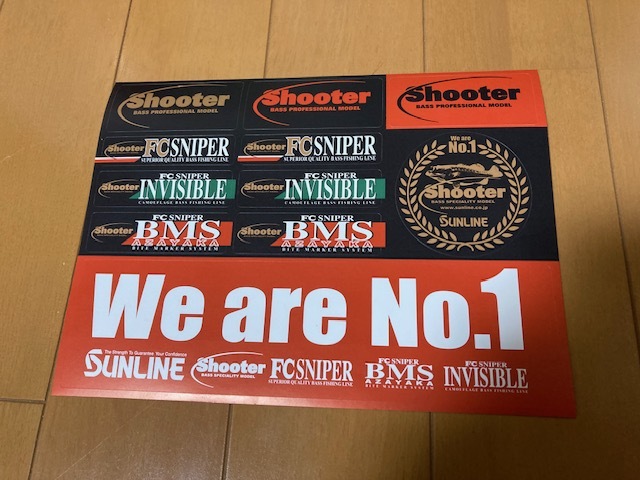 Shooter
BASS PROFESSIONAL MODEL
Shooter
BASS PROFESSIONAL MODEL
Shooter
BASS PROFESSIONAL MODEL
Shooter FC SNIPER
SUPERIOR QUALITY BASS FISHING LINE
Shooter FC SNIPER
SUPERIOR QUALITY BASS FISHING LINE
FC SNIPER
Shooter INVISIBLE
CAMOUFLAGE BASS FISHING LINE
FC SNIPER
Shooter INVISIBLE
CAMOUFLAGE BASS FISHING LINE
FC SNIPER
Shooter BMS
AZAYAKA
BITE MARKER SYSTEM
FC SNIPER
Shooter BMS
AZAYAKA
BITE MARKER SYSTEM
We are
No.1
Shooter
BASS SPECIALITY MODEL
www.sunline.co.jp
SUNLINE
We are No.1
The Strength To Guarantee Your Confidence
SUNLINE
Shooter
BASS SPECIALITY MODEL
FC SNIPER
SUPERIOR QUALITY BASS FISHING LINE
FC SNIPER
BMS
AZAYAKA
BITE MARKER SYSTEM
FC SNIPER
INVISIBLE
CAMOUFLAGE BASS FISHING LINE